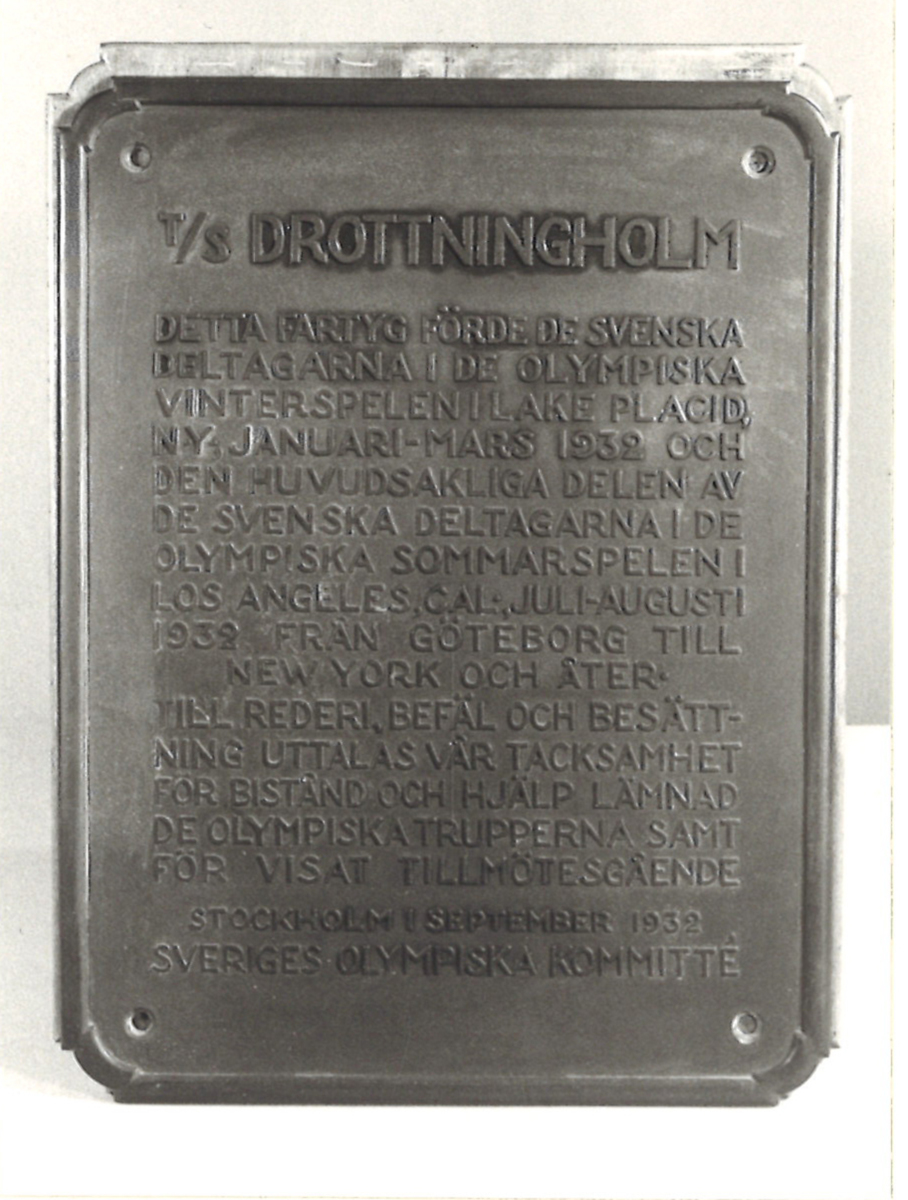 T/S DROTTNINGHOLM
DETTA FARTYG FÖRDE DE SVENSKA
DELTAGARNA I DE OLYMPISKA
VINTERSPELEN I LAKE PLACID,
N.Y. JANUARI-MARS 1932 OCH
DEN HUVUDSAKLIGA DELEN AV
DE SVENSKA DELTAGARNA I DE
OLYMPISKA SOMMARSPELEN I
LOS ANGELES, CAL., JULI-AUGUSTI
1932 FRÅN GÖTEBORG TILL
NEW YORK OCH ÅTER.
TILL REDERI, BEFÄL OCH BESÄTT-
NING UTTALAS VÅR TACKSAMHET
FÖR BISTÅND OCH HJÄLP LÄMNAD
DE OLYMPISKA TRUPPERNA SAMT
FÖR VISAT TILLMÖTESGÅENDE
STOCKHOLM I SEPTEMBER 1932
SVERIGES OLYMPISKA KOMMITTÉ